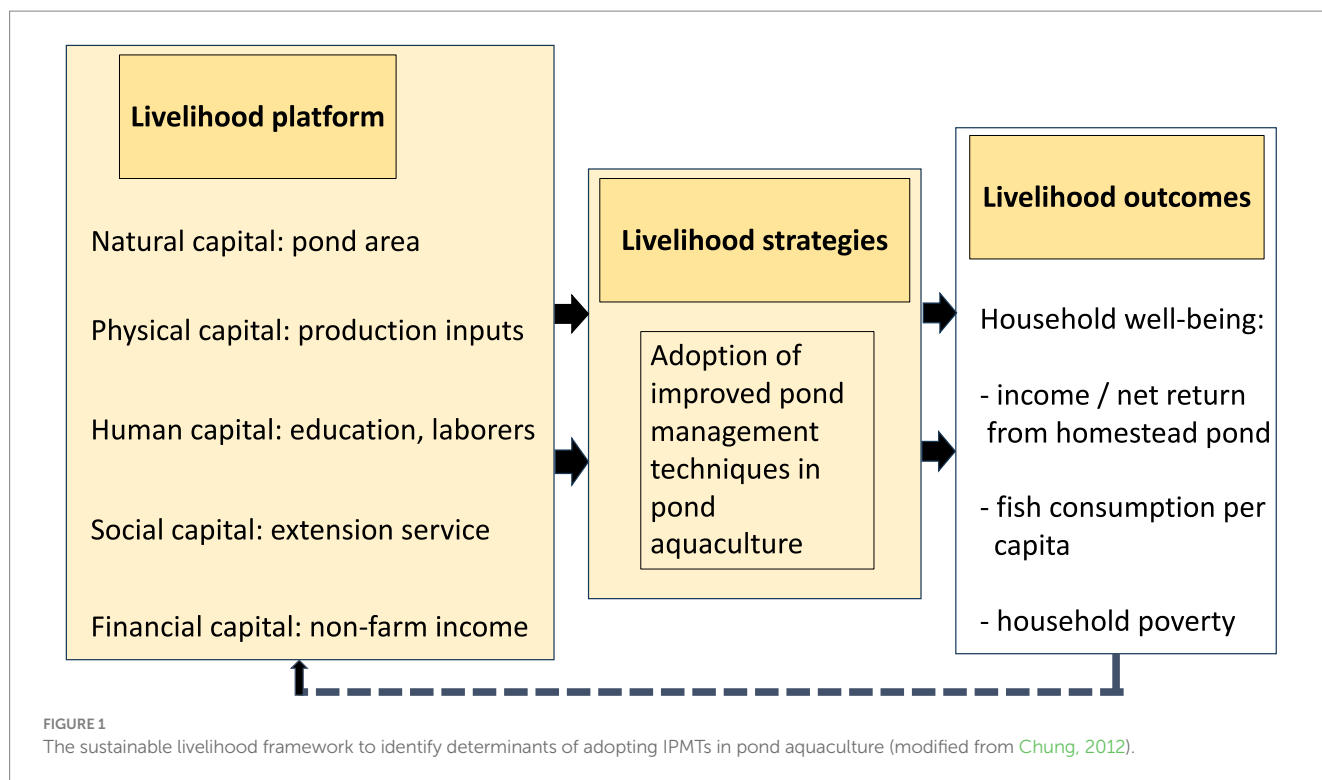 Livelihood platform
Natural capital: pond area
Physical capital: production inputs
Human capital: education, laborers
Social capital: extension service
Financial capital: non-farm income
Livelihood strategies
Adoption of
improved pond
management
techniques in
pond
aquaculture
Livelihood outcomes
Household well-being:
- income / net return
from homestead pond
- fish consumption per
capita
- household poverty
FIGURE 1
The sustainable livelihood framework to identify determinants of adopting IPMTs in pond aquaculture (modified from Chung, 2012).